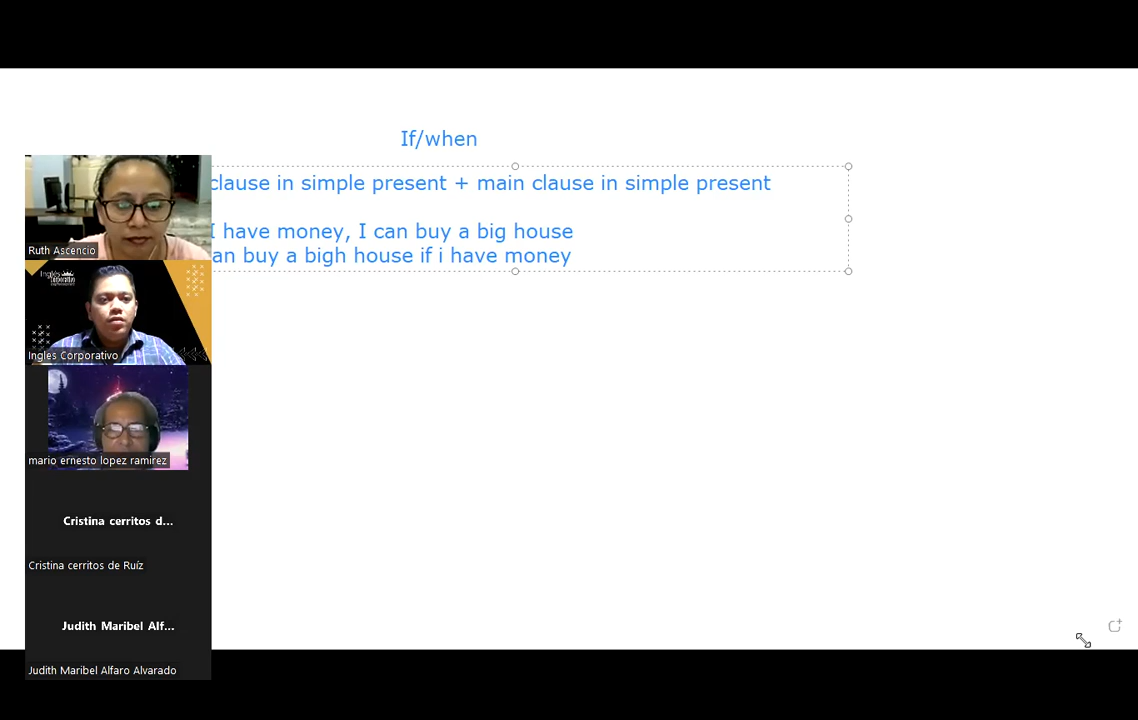 If/when
clause in simple present + main clause in simple present
I have money, I can buy a big house
an buy a bigh house if i have money
Ruth Ascencio
Inglés
Corporativo
Ingles Corporativo
mario ernesto lopez ramirez
Cristina cerritos d...
Cristina cerritos de Ruíz
Judith Maribel Alf...
Judith Maribel Alfaro Alvarado